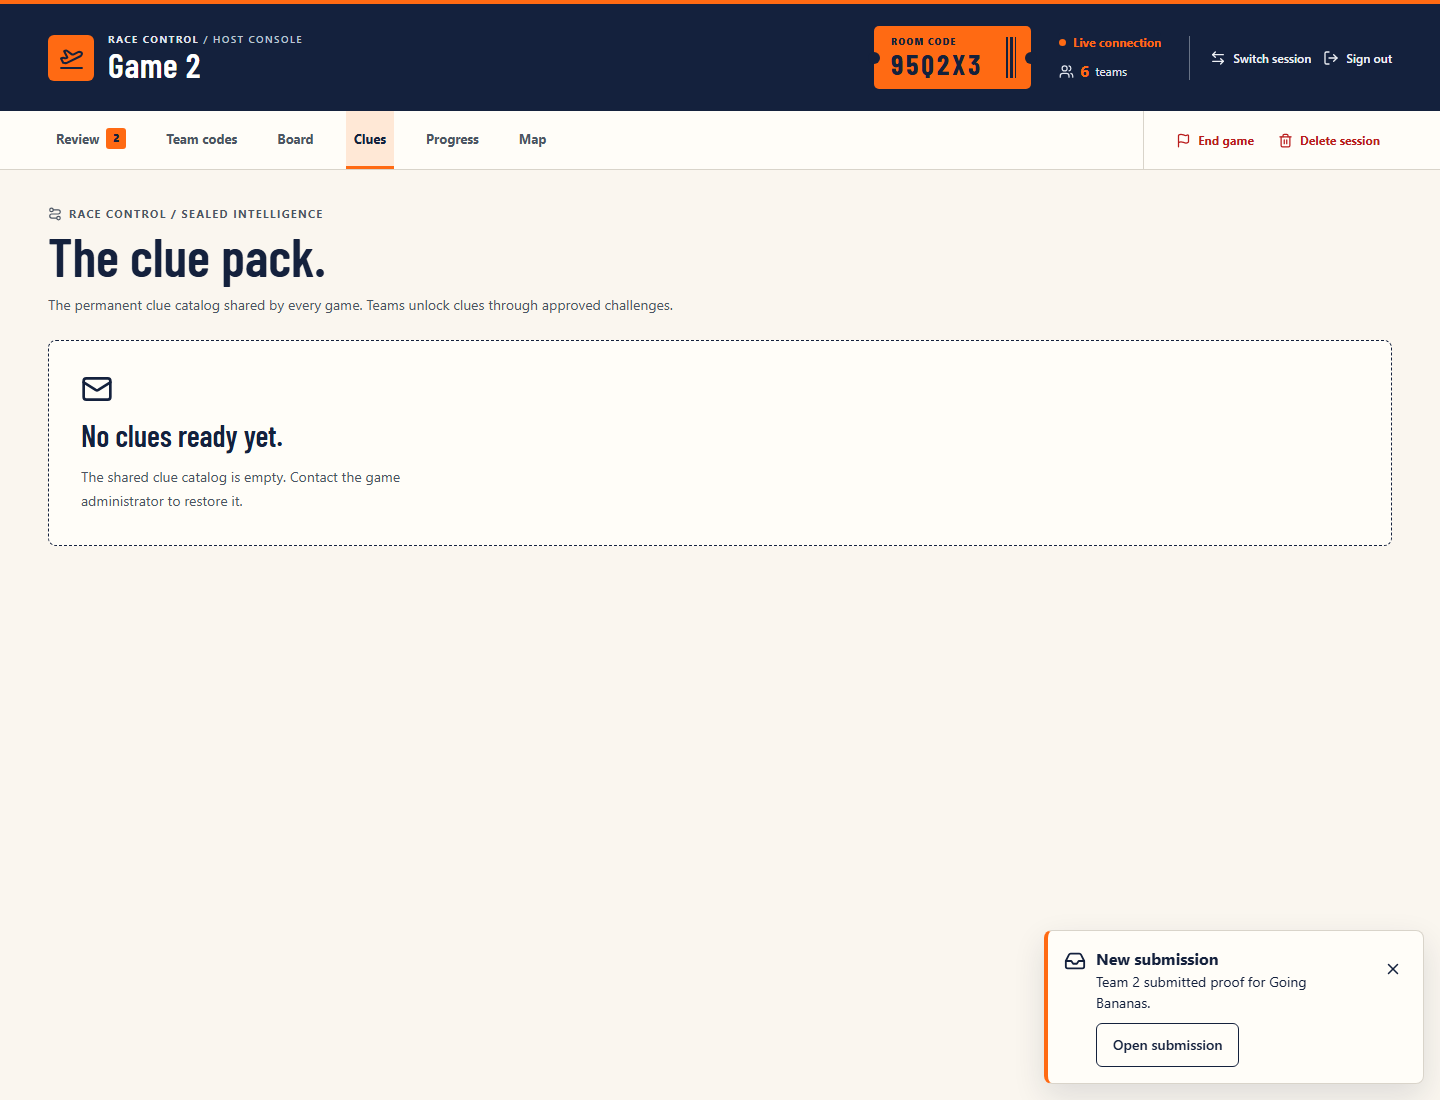 RACE CONTROL / HOST CONSOLE
Game 2
ROOM CODE
95Q2X3
Live connection
6 teams
Switch session
Sign out
Review 2
Team codes
Board
Clues
Progress
Map
End game
Delete session
RACE CONTROL / SEALED INTELLIGENCE
The clue pack.
The permanent clue catalog shared by every game. Teams unlock clues through approved challenges.
No clues ready yet.
The shared clue catalog is empty. Contact the game
administrator to restore it.
New submission
Team 2 submitted proof for Going
Bananas.
Open submission